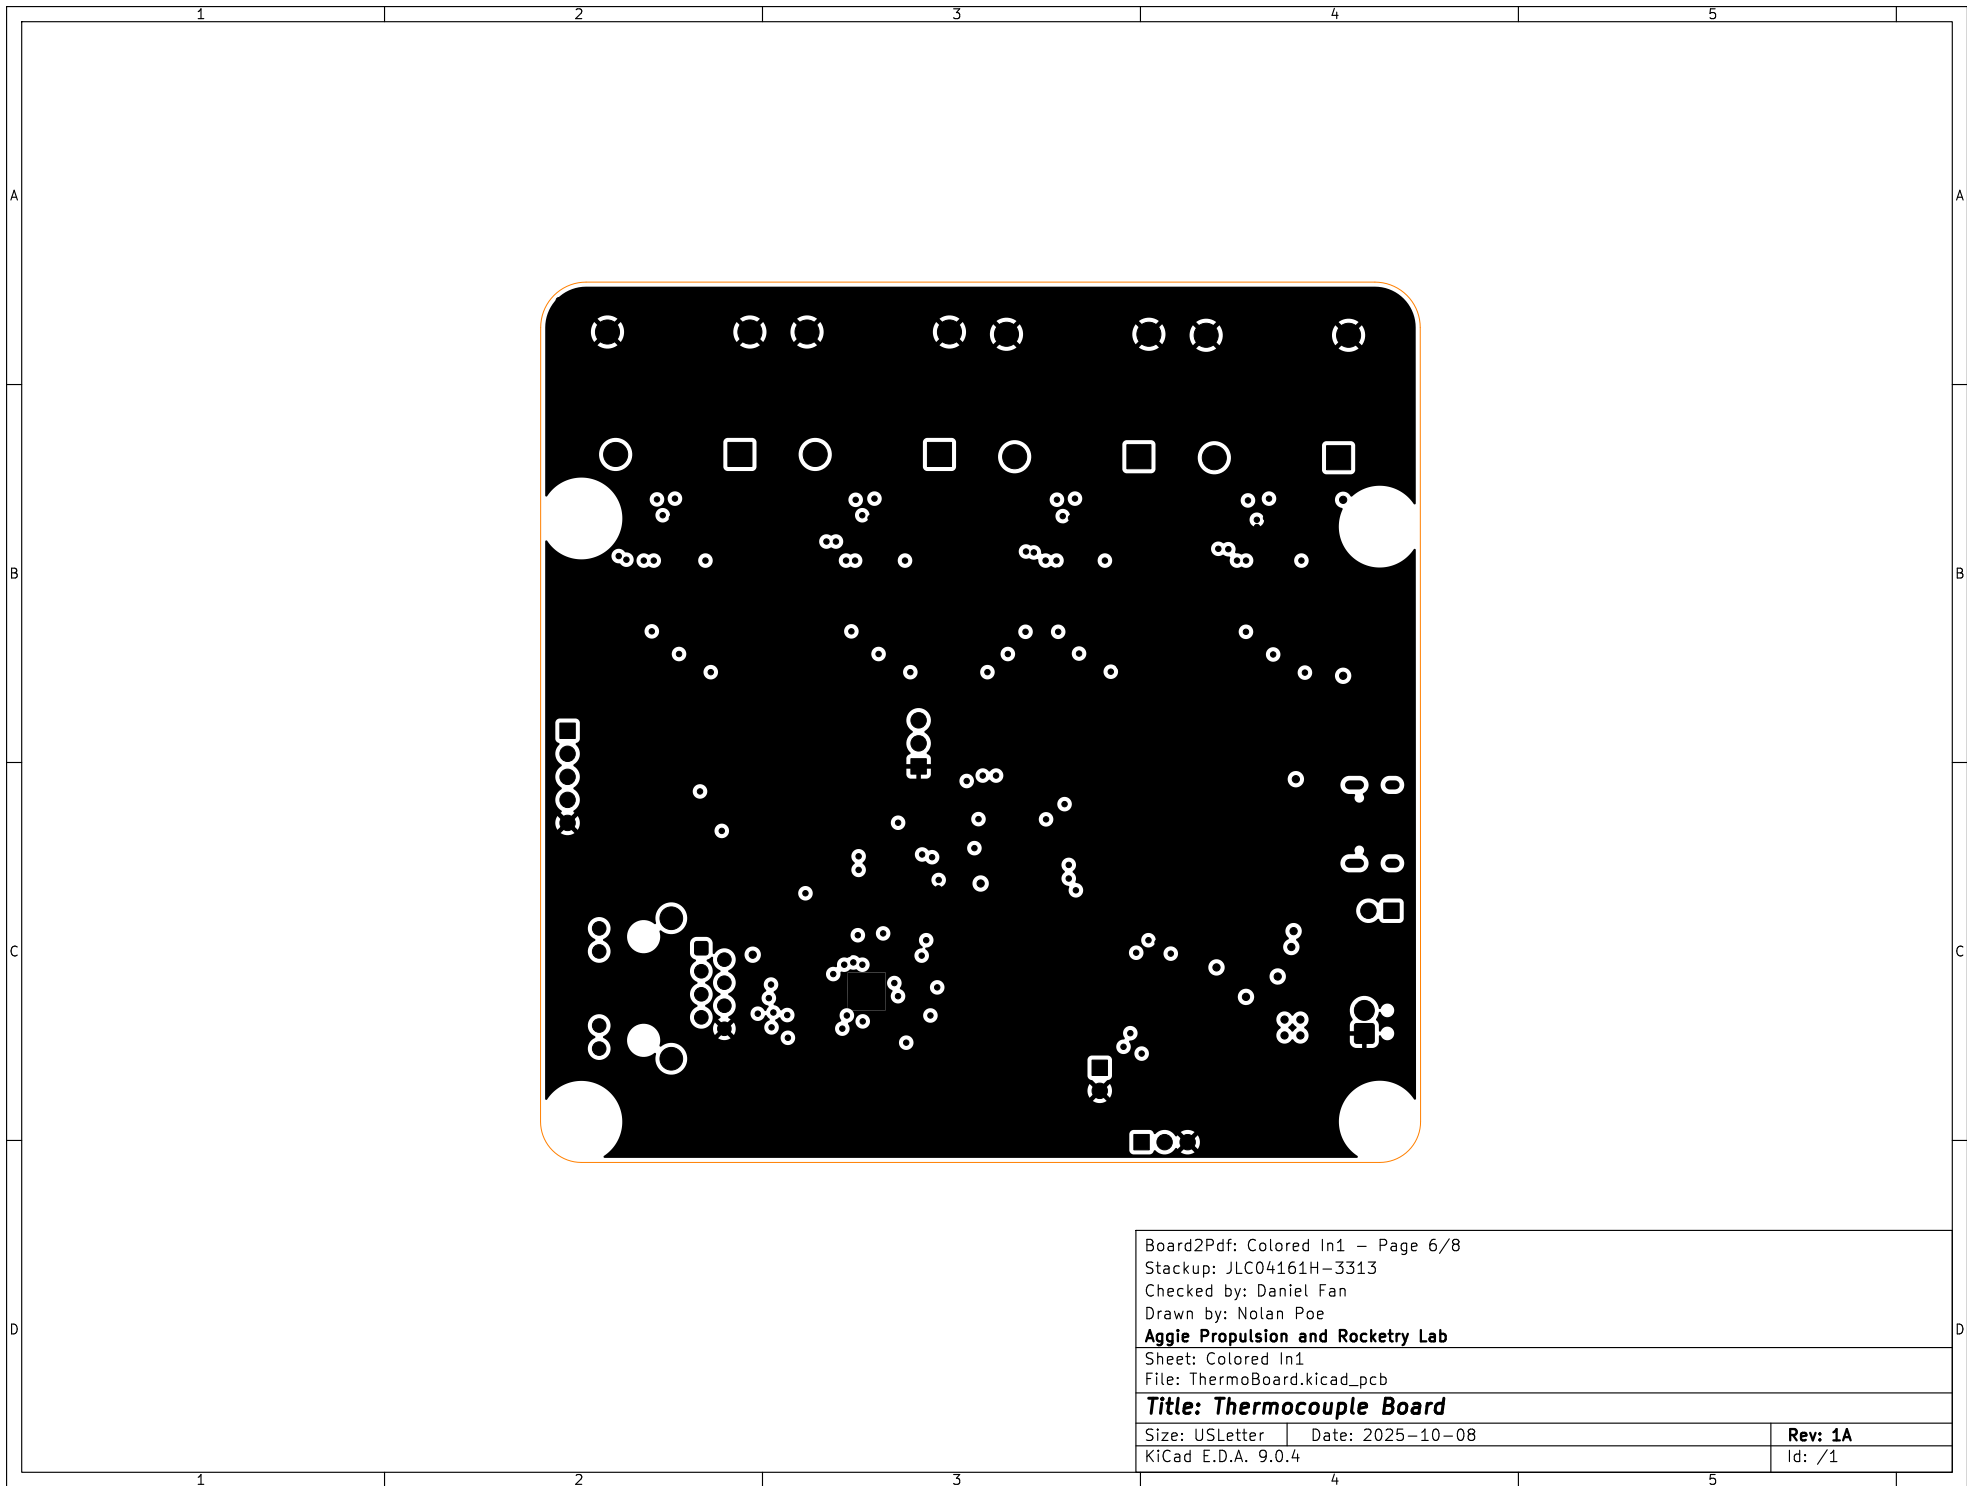 1 2 3 4 5
A A
B B
C C
D D
Board2Pdf: Colored In1 - Page 6/8
Stackup: JLC04161H-3313
Checked by: Daniel Fan
Drawn by: Nolan Poe
Aggie Propulsion and Rocketry Lab
Sheet: Colored In1
File: ThermoBoard.kicad_pcb
Title: Thermocouple Board
Size: USLetter Date: 2025-10-08 Rev: 1A
KiCad E.D.A. 9.0.4 Id: /1
1 2 3 4 5